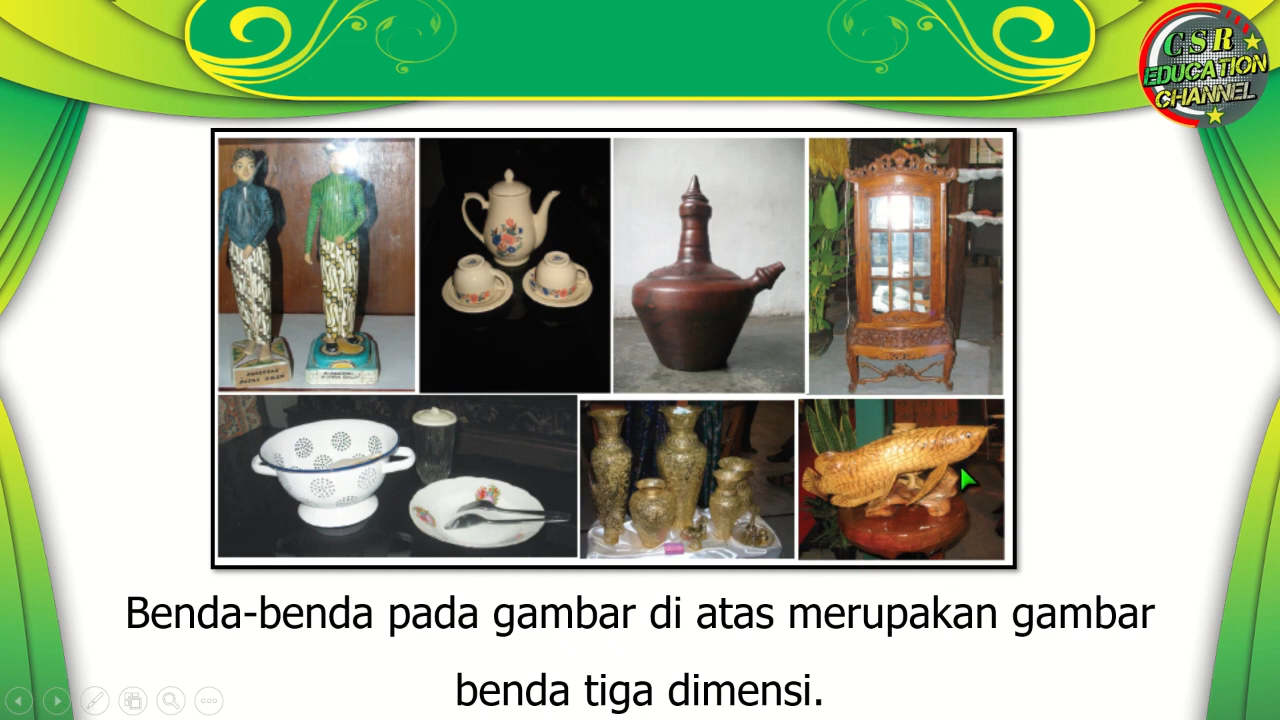 CSR
EDUCATION
CHANNEL
Benda-benda pada gambar di atas merupakan gambar
benda tiga dimensi.